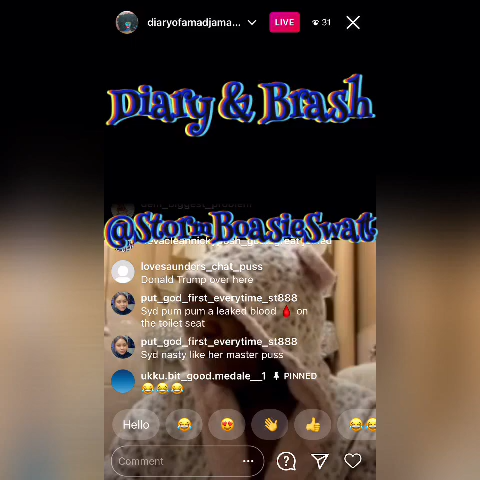 diaryofamadjama...
LIVE
31
Diary & Brash
@StormBoasieSwatt
lovesaunders_chat_puss
Donald Trump over here
put_god_first_everytime_st888
Syd pum pum a leaked blood 🩸 on
the toilet seat
put_god_first_everytime_st888
Syd nasty like her master puss
ukku.bit_good.medale__1 PINNED
😂😂😂
Hello 😂 😍 👋 👍 😂😂
Comment